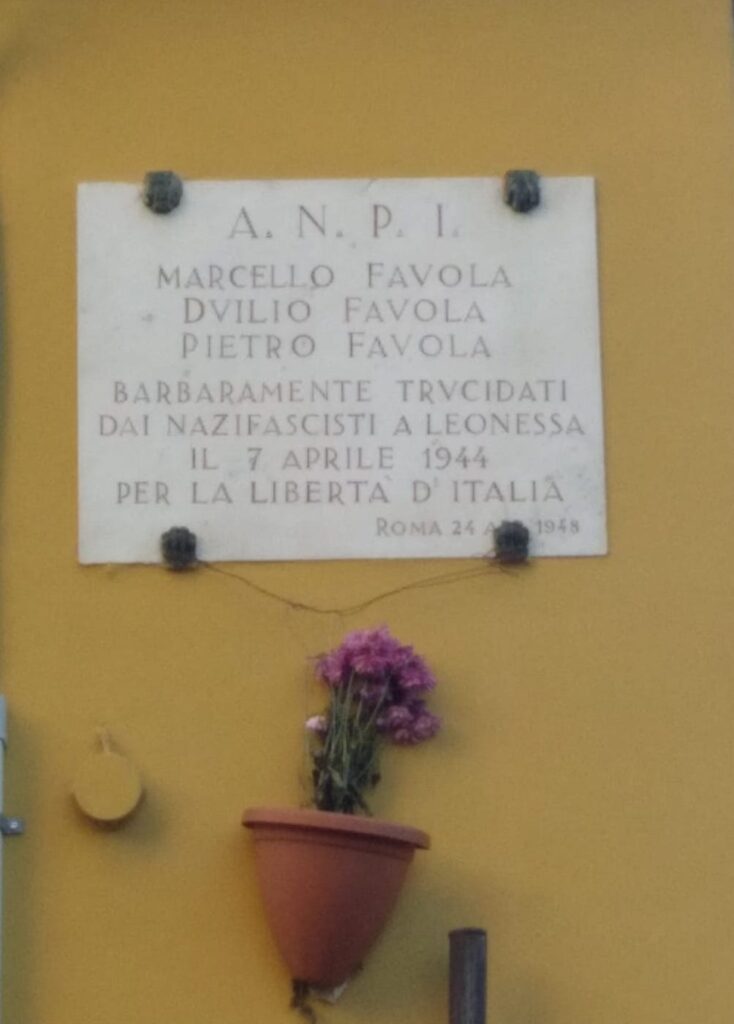 A. N. P. I.
MARCELLO FAVOLA
DVILIO FAVOLA
PIETRO FAVOLA
BARBARAMENTE TRVCIDATI
DAI NAZIFASCISTI A LEONESSA
IL 7 APRILE 1944
PER LA LIBERTÀ D'ITALIA
ROMA 24 1948